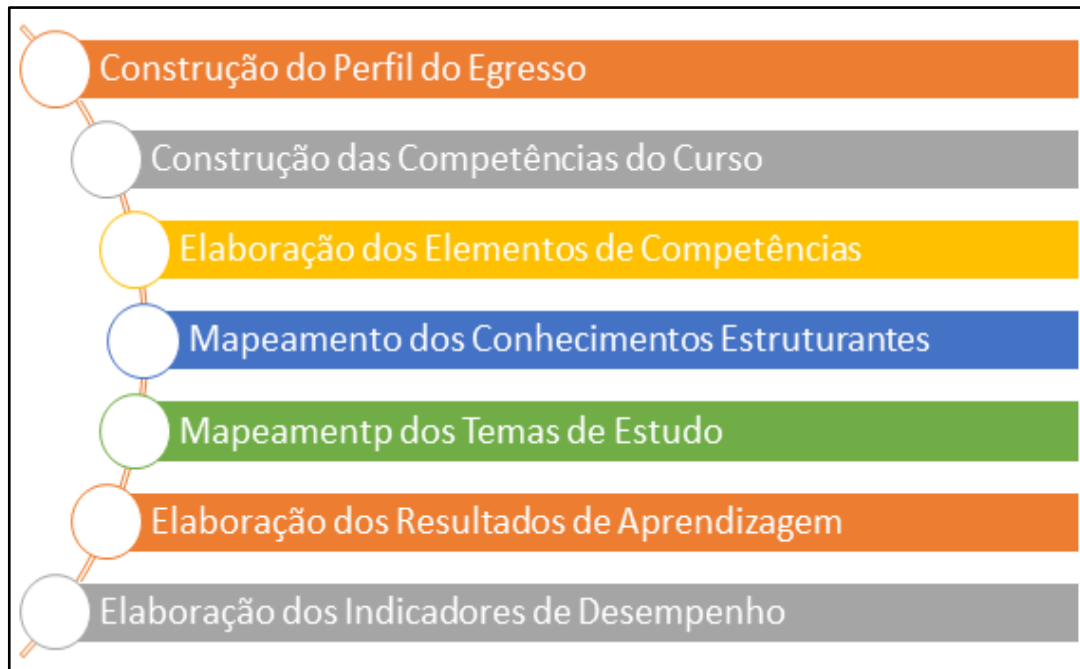 Construção do Perfil do Egresso
Construção das Competências do Curso
Elaboração dos Elementos de Competências
Mapeamento dos Conhecimentos Estruturantes
Mapeamentp dos Temas de Estudo
Elaboração dos Resultados de Aprendizagem
Elaboração dos Indicadores de Desempenho